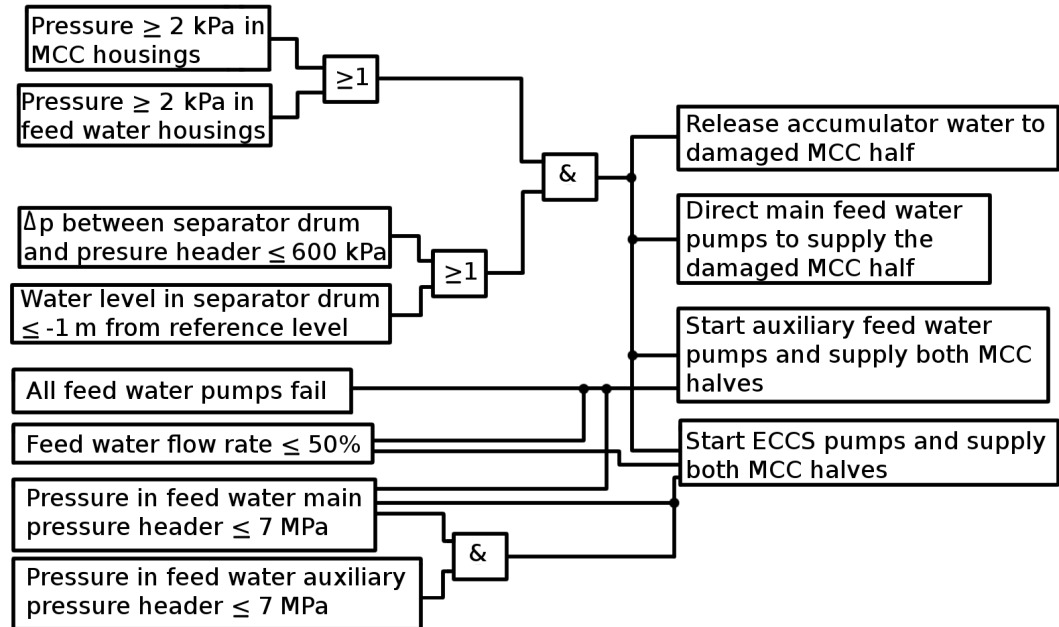 Pressure ≥ 2 kPa in
MCC housings
Pressure ≥ 2 kPa in
feed water housings
≥1
&
Δp between separator drum
and presure header ≤ 600 kPa
Water level in separator drum
≤ -1 m from reference level
≥1
Release accumulator water to
damaged MCC half
Direct main feed water
pumps to supply the
damaged MCC half
Start auxiliary feed water
pumps and supply both MCC
halves
Start ECCS pumps and supply
both MCC halves
All feed water pumps fail
Feed water flow rate ≤ 50%
Pressure in feed water main
pressure header ≤ 7 MPa
Pressure in feed water auxiliary
pressure header ≤ 7 MPa
&